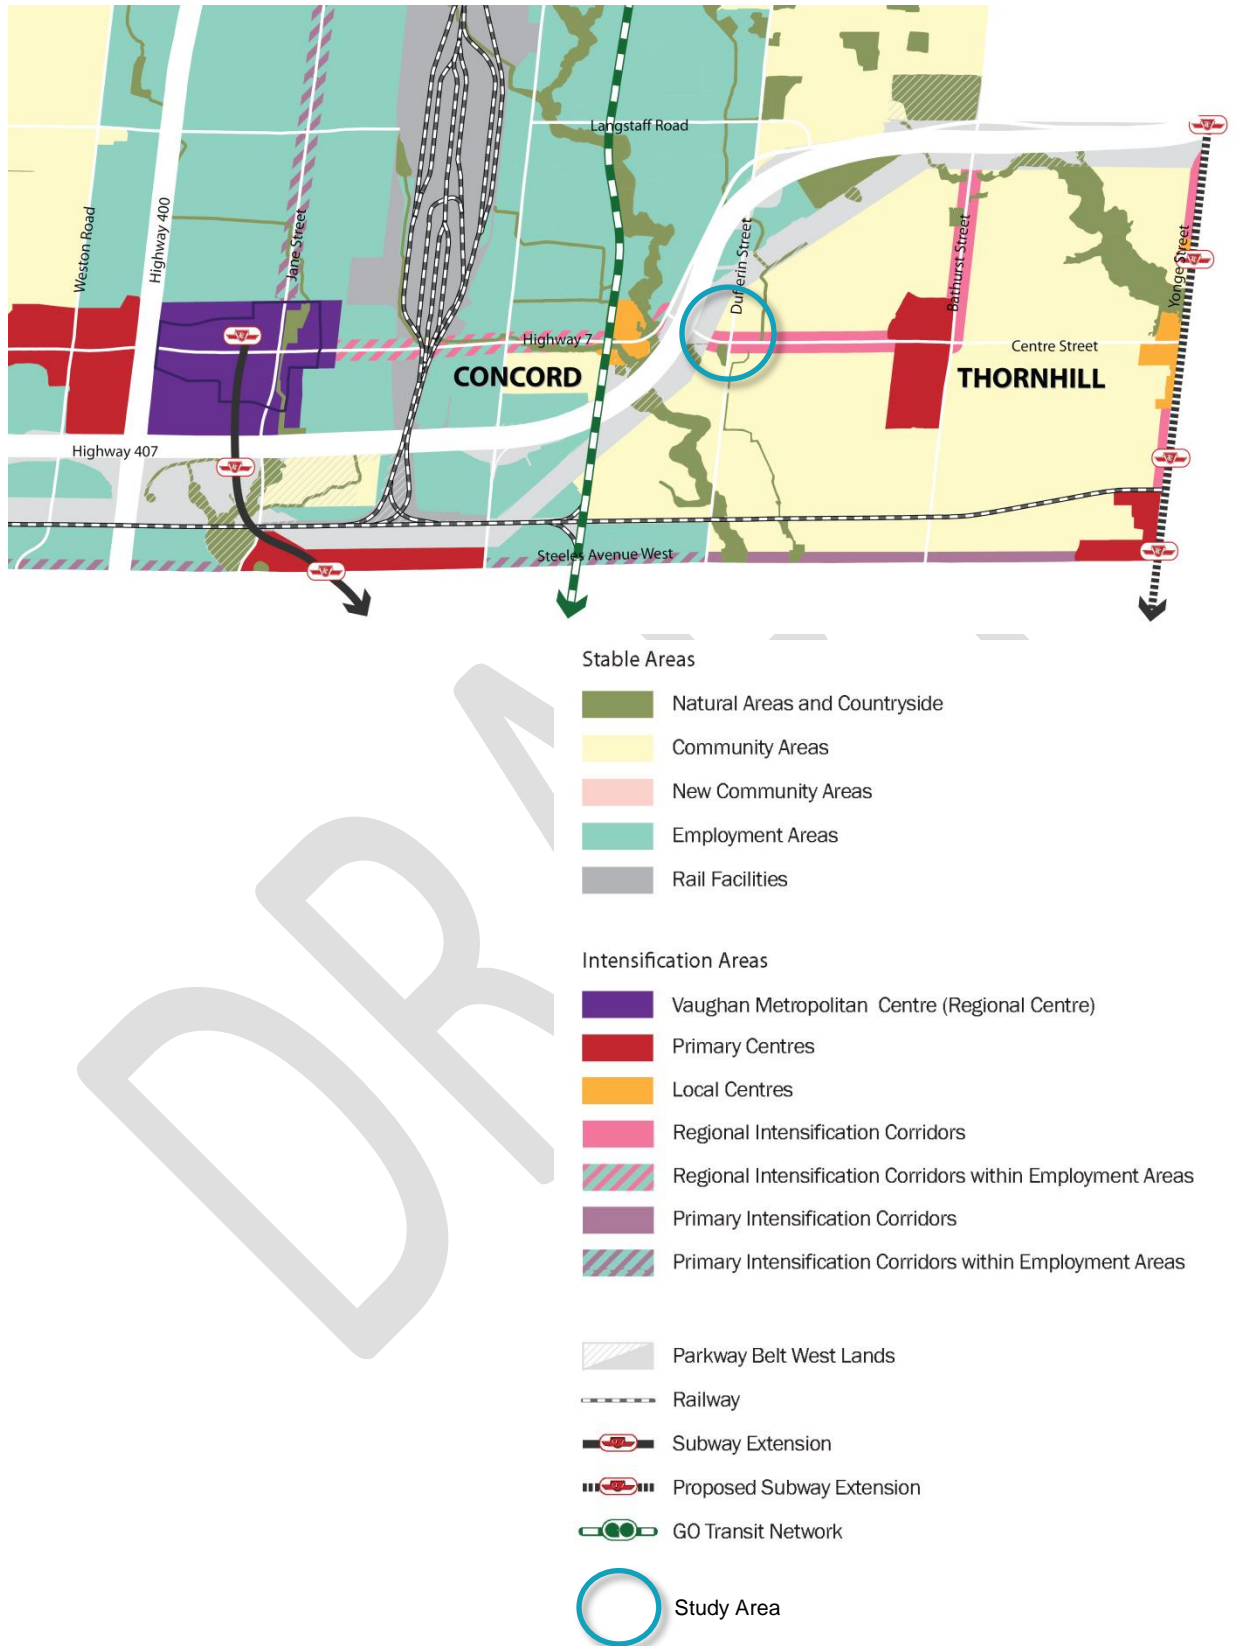 Langstaff Road
Weston Road
Highway 400
Jane Street
Dufferin Street
Bathurst Street
Yonge Street
Highway 7
Centre Street
CONCORD
THORNHILL
Highway 407
Steeles Avenue West
DRAFT
Stable Areas
Natural Areas and Countryside
Community Areas
New Community Areas
Employment Areas
Rail Facilities
Intensification Areas
Vaughan Metropolitan Centre (Regional Centre)
Primary Centres
Local Centres
Regional Intensification Corridors
Regional Intensification Corridors within Employment Areas
Primary Intensification Corridors
Primary Intensification Corridors within Employment Areas
Parkway Belt West Lands
Railway
Subway Extension
Proposed Subway Extension
GO Transit Network
Study Area